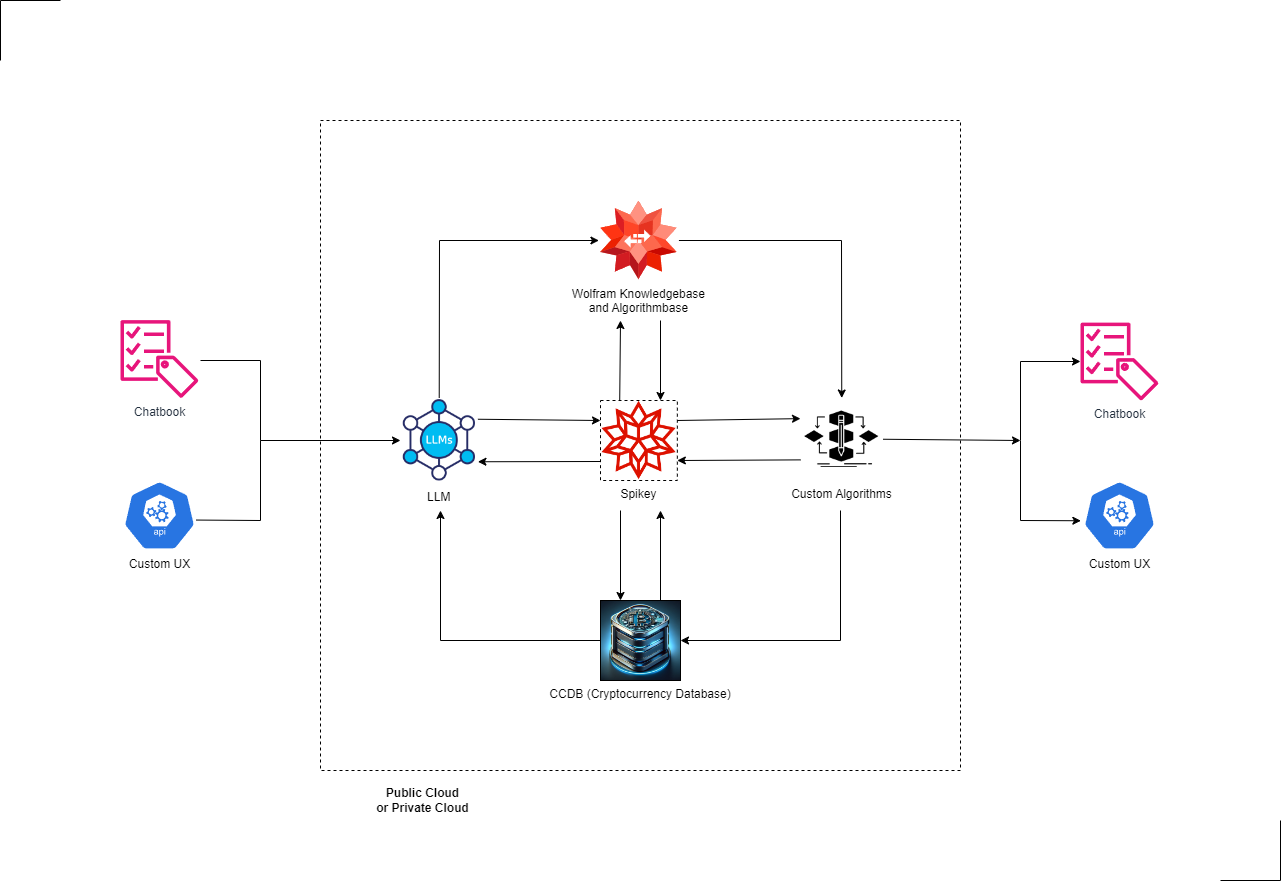 Wolfram Knowledgebase
and Algorithmbase
Chatbook
Chatbook
LLMs
LLM
Spikey
Custom Algorithms
api
Custom UX
api
Custom UX
CCDB (Cryptocurrency Database)
Public Cloud
or Private Cloud